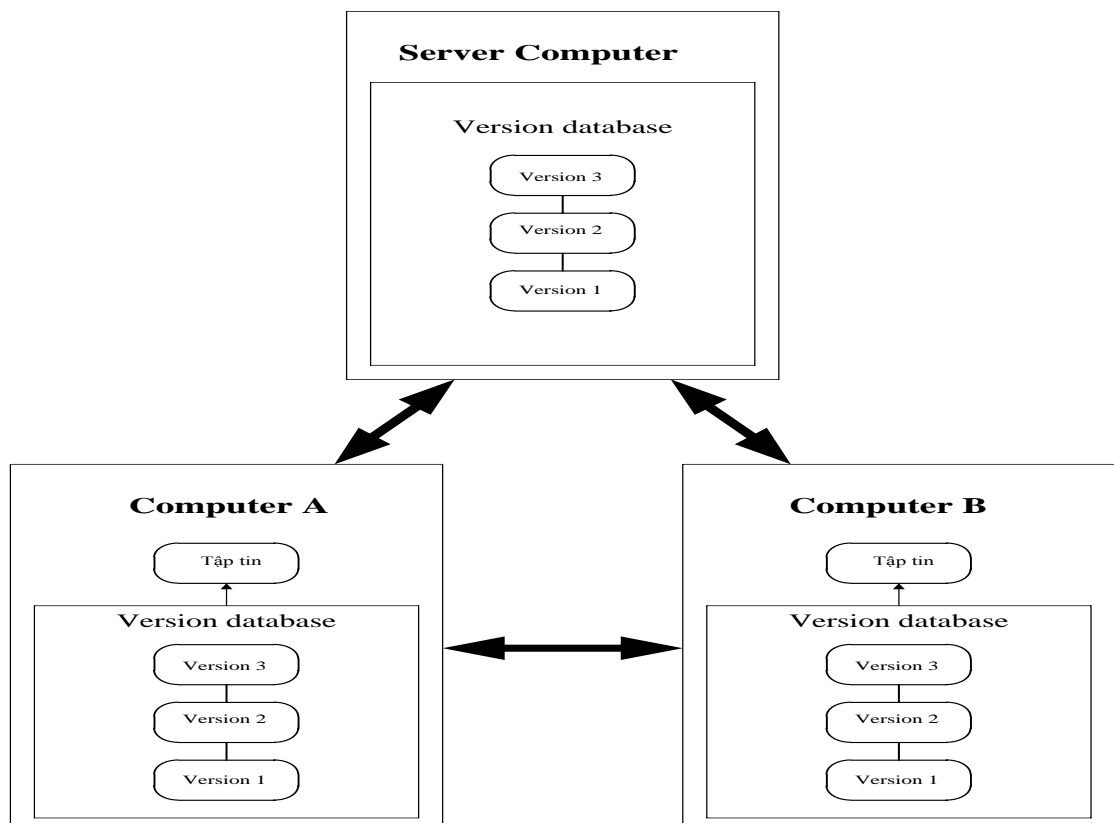 Server Computer
Version database
Version 3
Version 2
Version 1
Computer A
Tập tin
Version database
Version 3
Version 2
Version 1
Computer B
Tập tin
Version database
Version 3
Version 2
Version 1